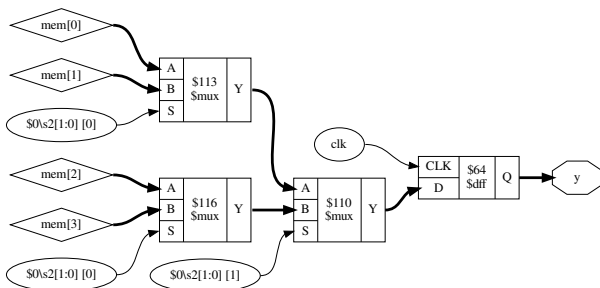 mem[0]
mem[1]
$0\s2[1:0] [0]
A
B
S
$113
$mux
Y
mem[2]
mem[3]
$0\s2[1:0] [0]
A
B
S
$116
$mux
Y
$0\s2[1:0] [1]
A
B
S
$110
$mux
Y
clk
CLK
D
$64
$dff
Q
y